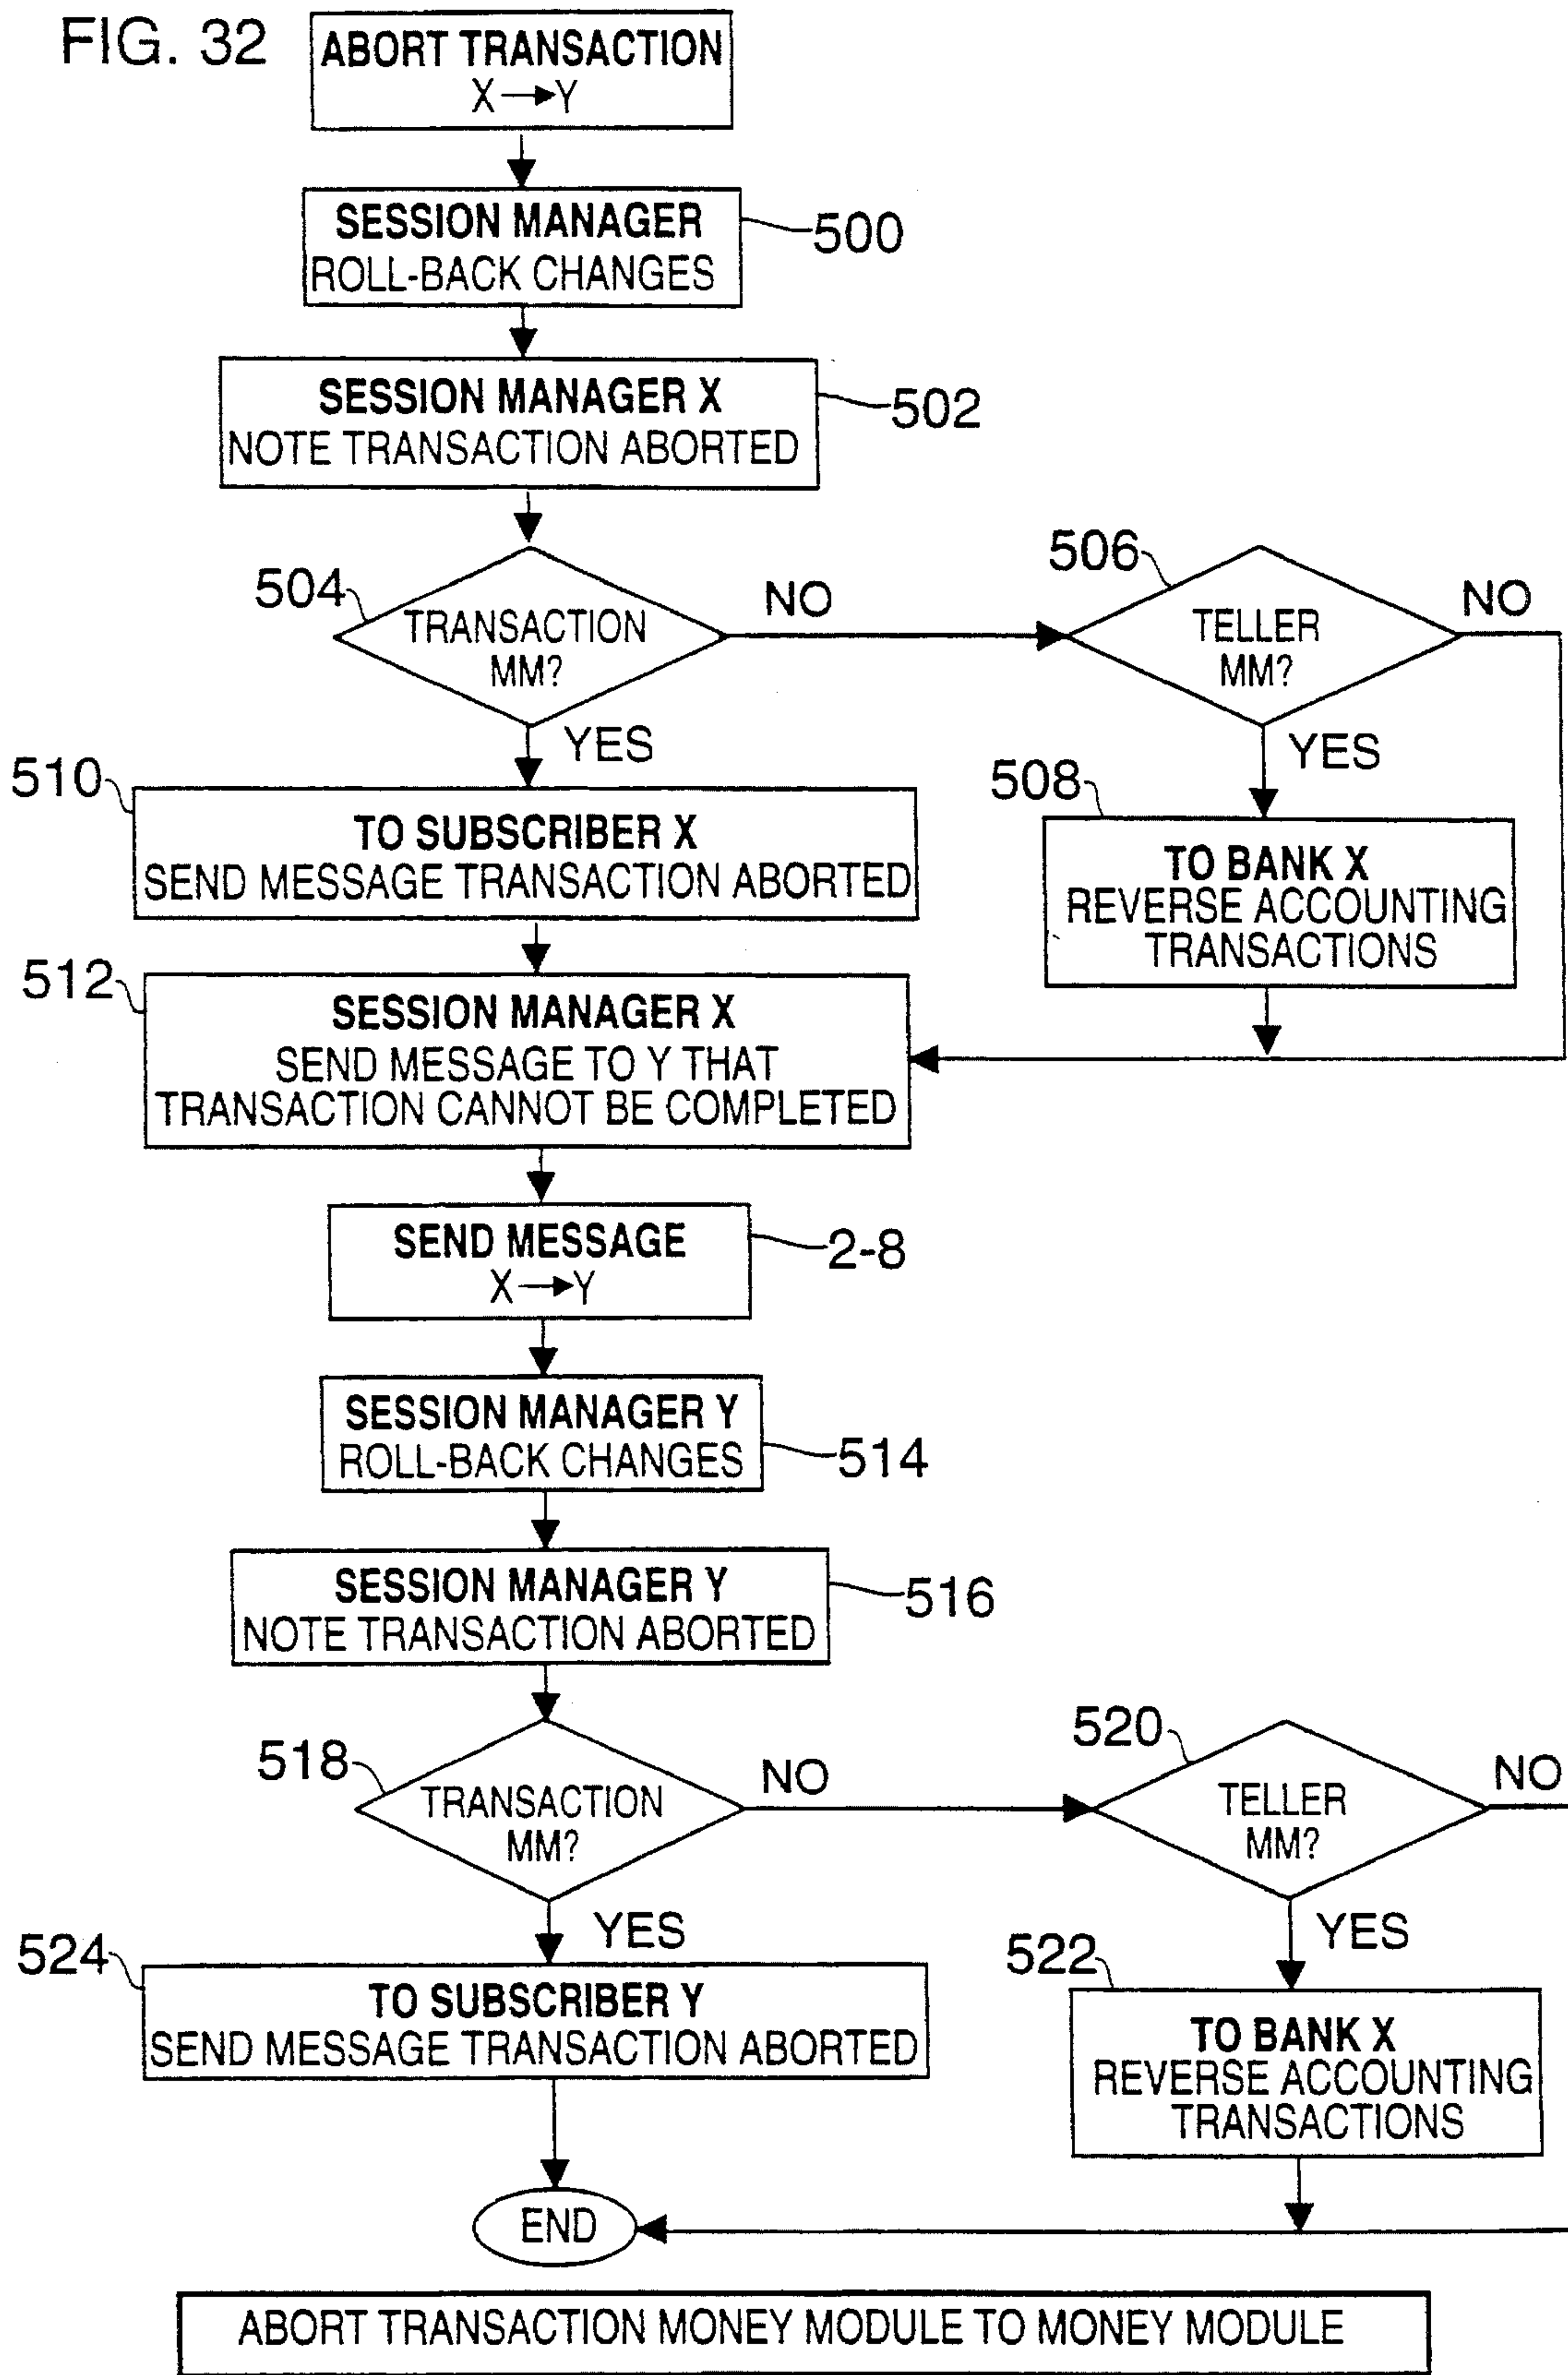 FIG. 32
ABORT TRANSACTION
X → Y
SESSION MANAGER
ROLL-BACK CHANGES
500
SESSION MANAGER X
NOTE TRANSACTION ABORTED
502
504
TRANSACTION
MM?
NO
506
TELLER
MM?
NO
YES
YES
510
TO SUBSCRIBER X
SEND MESSAGE TRANSACTION ABORTED
508
TO BANK X
REVERSE ACCOUNTING
TRANSACTIONS
512
SESSION MANAGER X
SEND MESSAGE TO Y THAT
TRANSACTION CANNOT BE COMPLETED
SEND MESSAGE
X → Y
2-8
SESSION MANAGER Y
ROLL-BACK CHANGES
514
SESSION MANAGER Y
NOTE TRANSACTION ABORTED
516
518
TRANSACTION
MM?
NO
520
TELLER
MM?
NO
YES
YES
524
TO SUBSCRIBER Y
SEND MESSAGE TRANSACTION ABORTED
522
TO BANK X
REVERSE ACCOUNTING
TRANSACTIONS
END
ABORT TRANSACTION MONEY MODULE TO MONEY MODULE